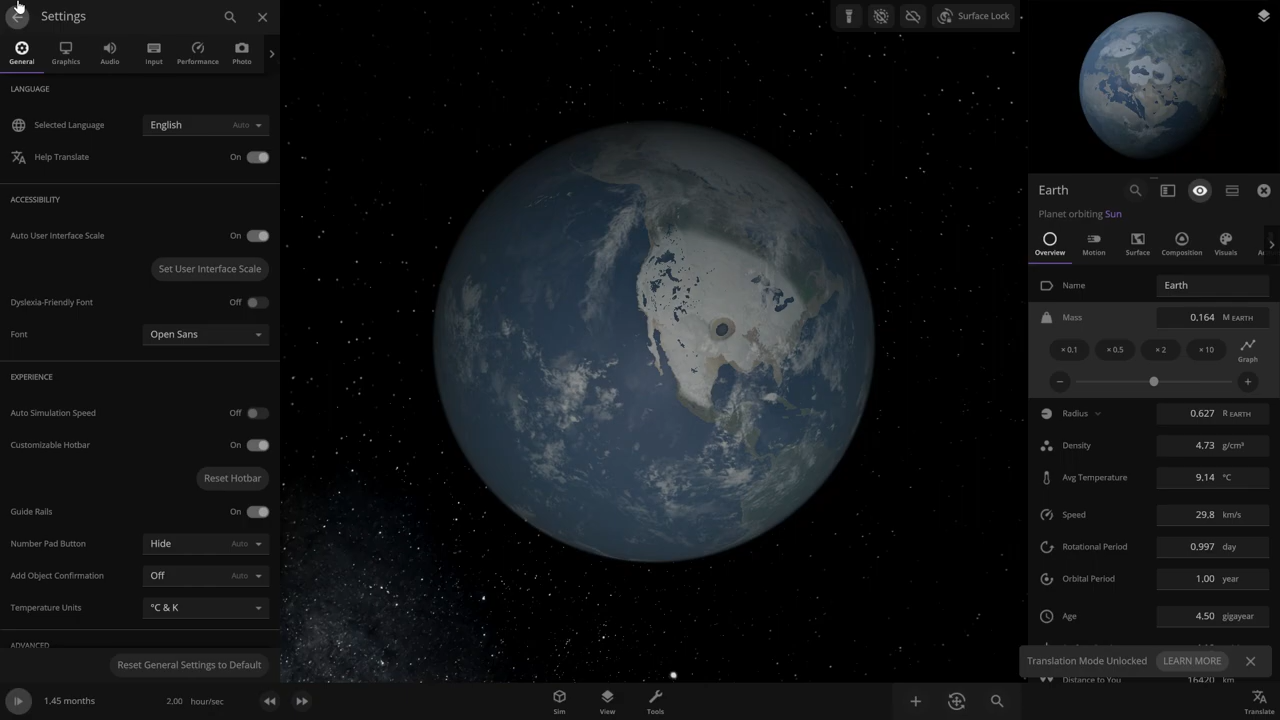 Settings
General
Graphics
Audio
Input
Performance
Photo
LANGUAGE
Selected Language English Auto
Help Translate On
ACCESSIBILITY
Auto User Interface Scale On
Set User Interface Scale
Dyslexia-Friendly Font Off
Font Open Sans
EXPERIENCE
Auto Simulation Speed Off
Customizable Hotbar On
Reset Hotbar
Guide Rails On
Number Pad Button Hide Auto
Add Object Confirmation Off Auto
Temperature Units °C & K
ADVANCED
Reset General Settings to Default
1.45 months 2.00 hour/sec
Sim
View
Tools
Surface Lock
Earth
Planet orbiting Sun
Overview
Motion
Surface
Composition
Visuals
Name Earth
Mass 0.164 M EARTH
× 0.1 × 0.5 × 2 × 10 Graph
Radius 0.627 R EARTH
Density 4.73 g/cm³
Avg Temperature 9.14 °C
Speed 29.8 km/s
Rotational Period 0.997 day
Orbital Period 1.00 year
Age 4.50 gigayear
Translation Mode Unlocked LEARN MORE
Distance to You 16420 km
Translate